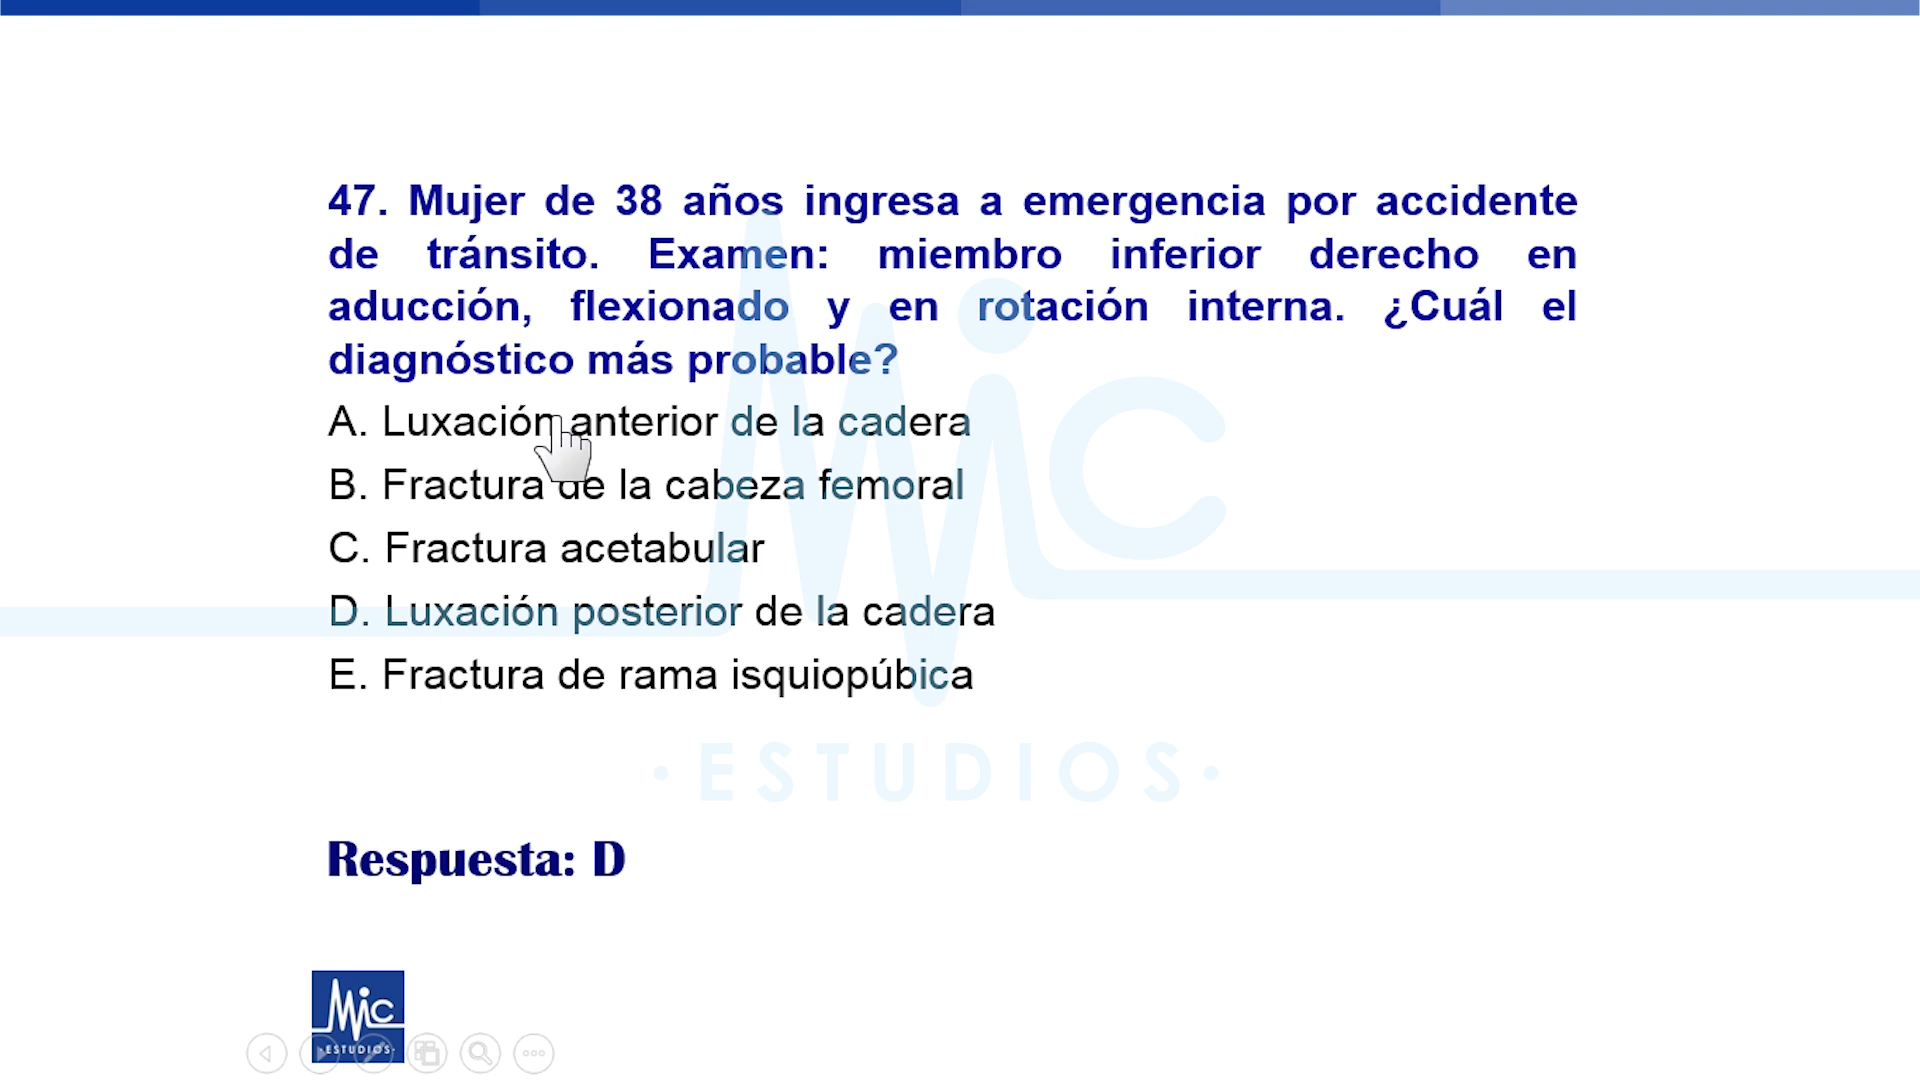 47. Mujer de 38 años ingresa a emergencia por accidente
de tránsito. Examen: miembro inferior derecho en
aducción, flexionado y en rotación interna. ¿Cuál el
diagnóstico más probable?
A. Luxación anterior de la cadera
B. Fractura de la cabeza femoral
C. Fractura acetabular
D. Luxación posterior de la cadera
E. Fractura de rama isquiopúbica
Mic
·ESTUDIOS·
Respuesta: D
Mic
·ESTUDIOS·